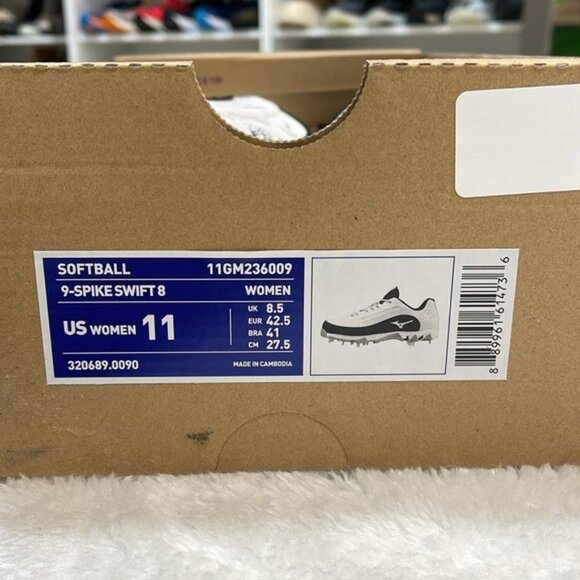 SOFTBALL 11GM236009
9-SPIKE SWIFT 8 WOMEN
US WOMEN 11
UK 8.5
EUR 42.5
BRA 41
CM 27.5
320689.0090 MADE IN CAMBODIA
8 89961 61473 6